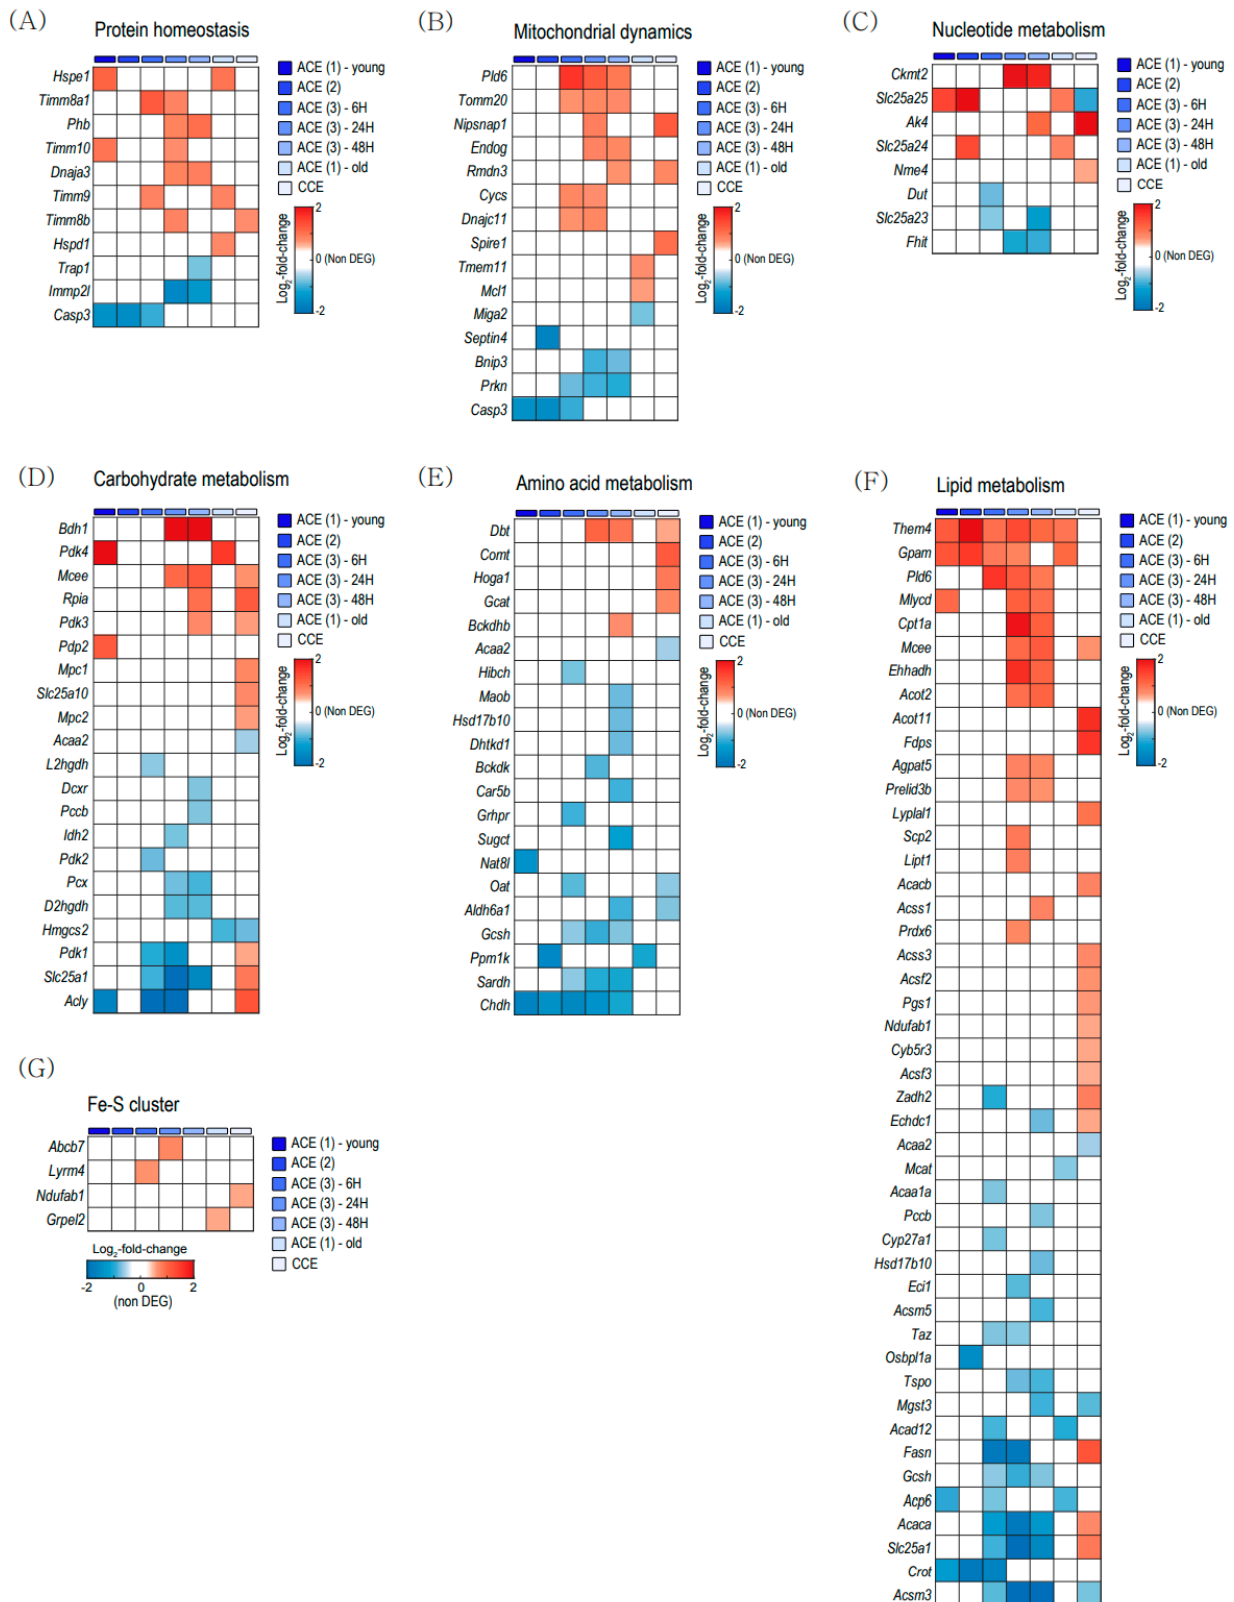 (A)
Protein homeostasis
Hspe1
Timm8a1
Phb
Timm10
Dnaja3
Timm9
Timm8b
Hspd1
Trap1
Immp2l
Casp3
ACE (1) - young
ACE (2)
ACE (3) - 6H
ACE (3) - 24H
ACE (3) - 48H
ACE (1) - old
CCE
Log2-fold-change
2
0 (Non DEG)
-2
(B)
Mitochondrial dynamics
Pld6
Tomm20
Nipsnap1
Endog
Rmdn3
Cycs
Dnajc11
Spire1
Tmem11
Mcl1
Miga2
Septin4
Bnip3
Prkn
Casp3
ACE (1) - young
ACE (2)
ACE (3) - 6H
ACE (3) - 24H
ACE (3) - 48H
ACE (1) - old
CCE
Log2-fold-change
2
0 (Non DEG)
-2
(C)
Nucleotide metabolism
Ckmt2
Slc25a25
Ak4
Slc25a24
Nme4
Dut
Slc25a23
Fhit
ACE (1) - young
ACE (2)
ACE (3) - 6H
ACE (3) - 24H
ACE (3) - 48H
ACE (1) - old
CCE
Log2-fold-change
2
0 (Non DEG)
-2
(D)
Carbohydrate metabolism
Bdh1
Pdk4
Mcee
Rpia
Pdk3
Pdp2
Mpc1
Slc25a10
Mpc2
Acaa2
L2hgdh
Dcxr
Pccb
Idh2
Pdk2
Pcx
D2hgdh
Hmgcs2
Pdk1
Slc25a1
Acly
ACE (1) - young
ACE (2)
ACE (3) - 6H
ACE (3) - 24H
ACE (3) - 48H
ACE (1) - old
CCE
Log2-fold-change
2
0 (Non DEG)
-2
(E)
Amino acid metabolism
Dbt
Comt
Hoga1
Gcat
Bckdhb
Acaa2
Hibch
Maob
Hsd17b10
Dhtkd1
Bckdk
Car5b
Grhpr
Sugct
Nat8l
Oat
Aldh6a1
Gcsh
Ppm1k
Sardh
Chdh
ACE (1) - young
ACE (2)
ACE (3) - 6H
ACE (3) - 24H
ACE (3) - 48H
ACE (1) - old
CCE
Log2-fold-change
2
0 (Non DEG)
-2
(F)
Lipid metabolism
Them4
Gpam
Pld6
Mlycd
Cpt1a
Mcee
Ehhadh
Acot2
Acot11
Fdps
Agpat5
Prelid3b
Lyplal1
Scp2
Lipt1
Acacb
Acss1
Prdx6
Acss3
Acsf2
Pgs1
Ndufab1
Cyb5r3
Acsf3
Zadh2
Echdc1
Acaa2
Mcat
Acaa1a
Pccb
Cyp27a1
Hsd17b10
Eci1
Acsm5
Taz
Osbpl1a
Tspo
Mgst3
Acad12
Fasn
Gcsh
Acp6
Acaca
Slc25a1
Crot
Acsm3
ACE (1) - young
ACE (2)
ACE (3) - 6H
ACE (3) - 24H
ACE (3) - 48H
ACE (1) - old
CCE
Log2-fold-change
2
0 (Non DEG)
-2
(G)
Fe-S cluster
Abcb7
Lyrm4
Ndufab1
Grpel2
ACE (1) - young
ACE (2)
ACE (3) - 6H
ACE (3) - 24H
ACE (3) - 48H
ACE (1) - old
CCE
Log2-fold-change
-2 0 2
(non DEG)